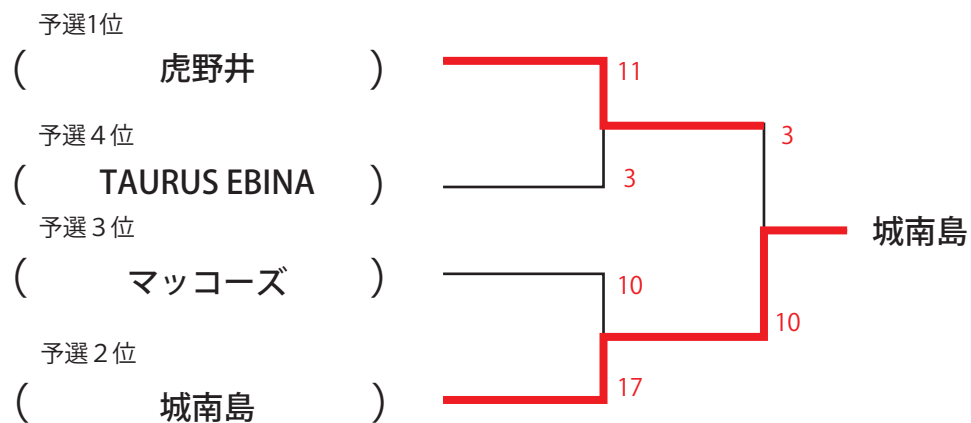 予選1位
( 虎野井 )
11
予選４位
3
( TAURUS EBINA )
3
予選３位
城南島
( マッコーズ )
10
10
予選２位
17
( 城南島 )